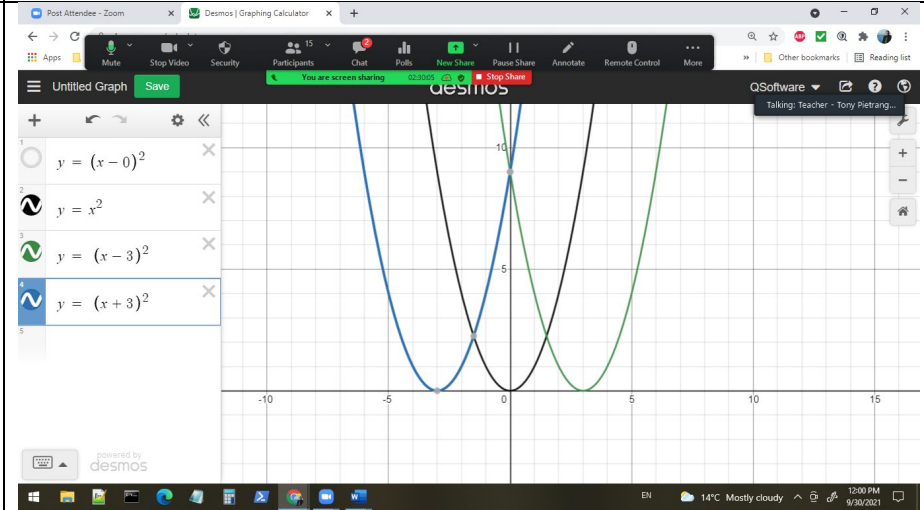 Post Attendee - Zoom
Desmos | Graphing Calculator
Apps
Other bookmarks
Reading list
Mute
Stop Video
Security
Participants 15
Chat 2
Polls
New Share
Pause Share
Annotate
Remote Control
More
You are screen sharing
Stop Share
Untitled Graph
Save
desmos
QSoftware
Talking: Teacher - Tony Pietrang...
1
y = (x − 0)²
2
y = x²
3
y = (x − 3)²
4
y = (x + 3)²
5
10
5
-10
-5
0
5
10
15
powered by
desmos
EN
14°C Mostly cloudy
12:00 PM
9/30/2021